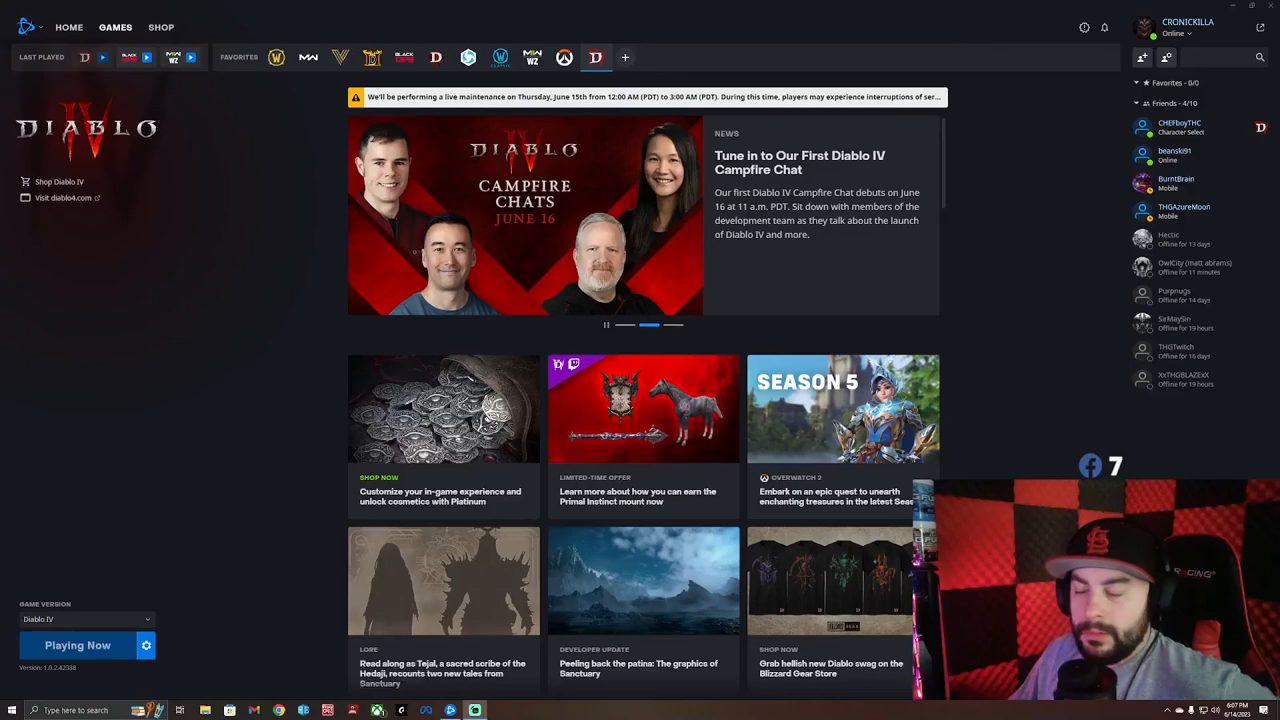 HOME
GAMES
SHOP
CRONICKILLA
Online
LAST PLAYED
FAVORITES
DIABLO
IV
Shop Diablo IV
Visit diablo4.com
We'll be performing a live maintenance on Thursday, June 15th from 12:00 AM (PDT) to 3:00 AM (PDT). During this time, players may experience interruptions of ser...
DIABLO
IV
CAMPFIRE
CHATS
JUNE 16
NEWS
Tune in to Our First Diablo IV
Campfire Chat
Our first Diablo IV Campfire Chat debuts on June
16 at 11 a.m. PDT. Sit down with members of the
development team as they talk about the launch
of Diablo IV and more.
Favorites - 0/0
Friends - 4/10
CHEFboyTHC
Character Select
beanski91
Online
BurntBrain
Mobile
THGAzureMoon
Mobile
Hectic
Offline for 13 days
OwlCity (matt abrams)
Offline for 11 minutes
Purpnugs
Offline for 14 days
SirMaySin
Offline for 19 hours
THGTwitch
Offline for 16 days
XxTHGBLAZExX
Offline for 19 hours
SHOP NOW
Customize your in-game experience and
unlock cosmetics with Platinum
LIMITED-TIME OFFER
Learn more about how you can earn the
Primal Instinct mount now
SEASON 5
OVERWATCH 2
Embark on an epic quest to unearth
enchanting treasures in the latest Seas
7
LORE
Read along as Tejal, a sacred scribe of the
Hedaji, recounts two new tales from
Sanctuary
DEVELOPER UPDATE
Peeling back the patina: The graphics of
Sanctuary
SHOP NOW
Grab hellish new Diablo swag on the
Blizzard Gear Store
GAME VERSION
Diablo IV
Playing Now
Version: 1.0.2.42338
Type here to search
6:07 PM
6/14/2023